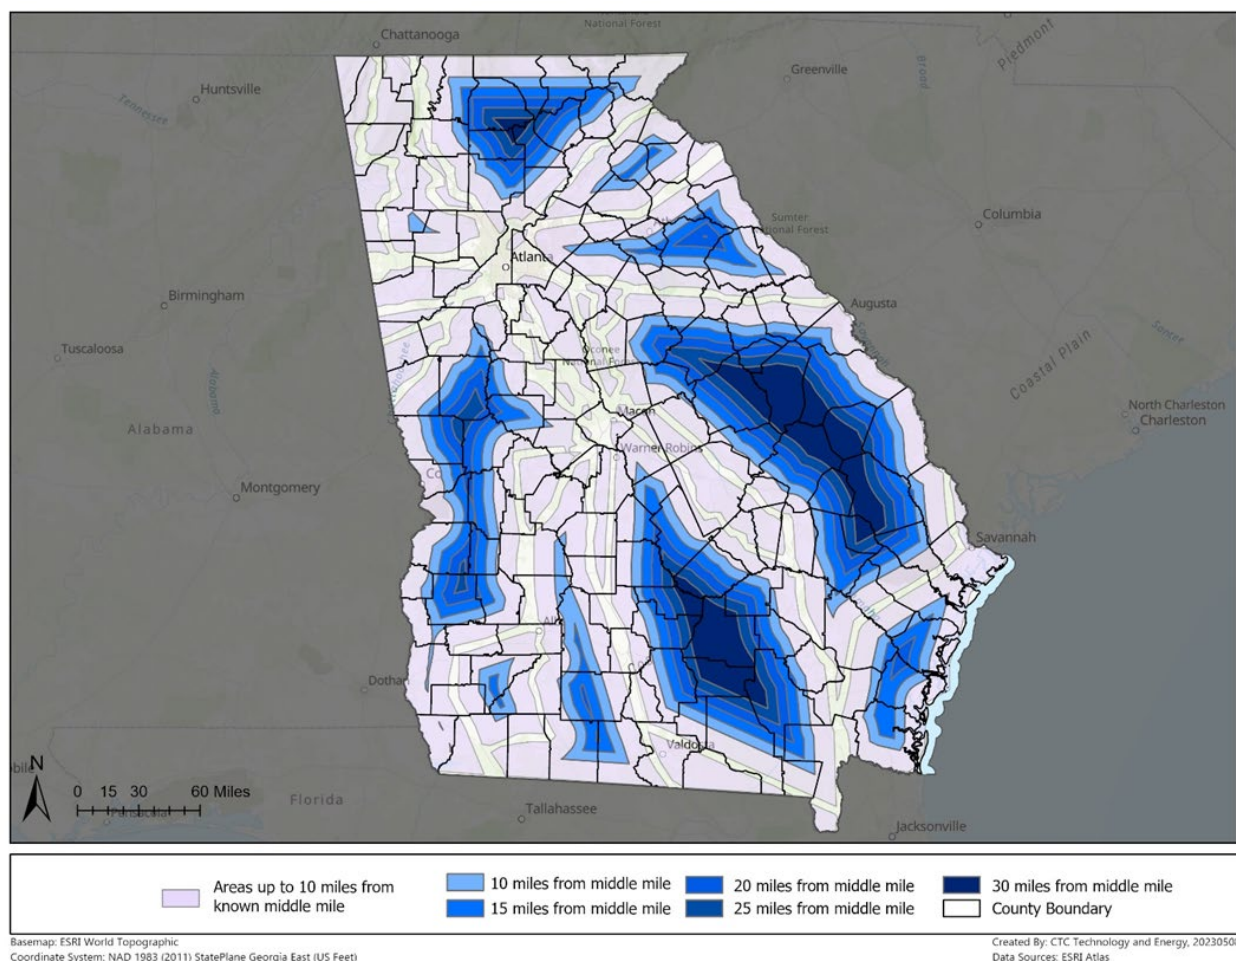 National Forest
Chattanooga
Piedmont
Greenville
Broad
Huntsville
Tennessee
Columbia
Sumter
National Forest
Atlanta
Birmingham
Augusta
Savannah
Tuscaloosa
Oconee
National Forest
Coastal Plain
Alabama
Macon
North Charleston
Charleston
Alabama
Warner Robins
Montgomery
Savannah
Dothan
Valdosta
N
0 15 30 60 Miles
Florida
Pensacola
Tallahassee
Jacksonville
Areas up to 10 miles from
known middle mile
10 miles from middle mile
15 miles from middle mile
20 miles from middle mile
25 miles from middle mile
30 miles from middle mile
County Boundary
Basemap: ESRI World Topographic
Coordinate System: NAD 1983 (2011) StatePlane Georgia East (US Feet)
Created By: CTC Technology and Energy, 20230508
Data Sources: ESRI Atlas